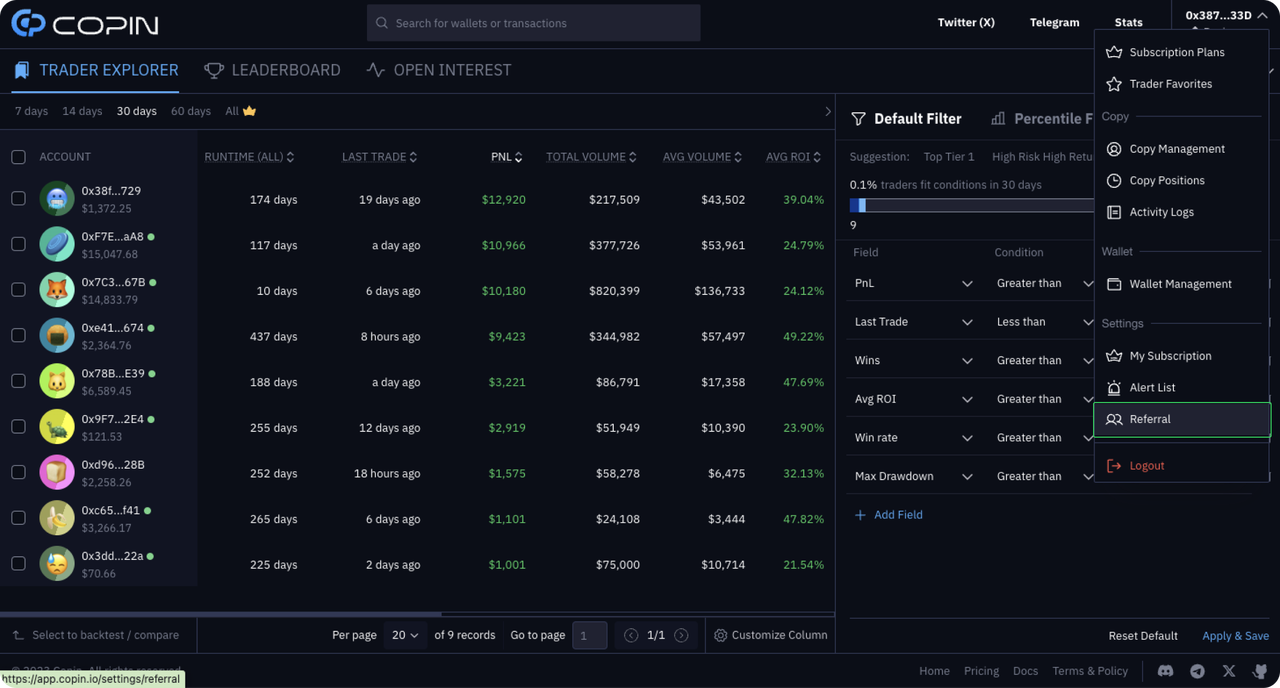 COPIN
Search for wallets or transactions
Twitter (X)
Telegram
Stats
0x387...33D
TRADER EXPLORER
LEADERBOARD
OPEN INTEREST
7 days
14 days
30 days
60 days
All
ACCOUNT
RUNTIME (ALL)
LAST TRADE
PNL
TOTAL VOLUME
AVG VOLUME
AVG ROI
0x38f...729
$1,372.25
174 days
19 days ago
$12,920
$217,509
$43,502
39.04%
0xF7E...aA8
$15,047.68
117 days
a day ago
$10,966
$377,726
$53,961
24.79%
0x7C3...67B
$14,833.79
10 days
6 days ago
$10,180
$820,399
$136,733
24.12%
0xe41...674
$2,364.76
437 days
8 hours ago
$9,423
$344,982
$57,497
49.22%
0x78B...E39
$6,589.45
188 days
a day ago
$3,221
$86,791
$17,358
47.69%
0x9F7...2E4
$121.53
255 days
12 days ago
$2,919
$51,949
$10,390
23.90%
0xd96...28B
$2,258.26
252 days
18 hours ago
$1,575
$58,278
$6,475
32.13%
0xc65...f41
$3,266.17
265 days
6 days ago
$1,101
$24,108
$3,444
47.82%
0x3dd...22a
$70.66
225 days
2 days ago
$1,001
$75,000
$10,714
21.54%
Select to backtest / compare
Per page
20
of 9 records
Go to page
1
1/1
Customize Column
Default Filter
Percentile F
Suggestion:
Top Tier 1
High Risk High Retu
0.1% traders fit conditions in 30 days
9
Field
Condition
PnL
Greater than
Last Trade
Less than
Wins
Greater than
Avg ROI
Greater than
Win rate
Greater than
Max Drawdown
Greater than
Add Field
Reset Default
Apply & Save
Subscription Plans
Trader Favorites
Copy
Copy Management
Copy Positions
Activity Logs
Wallet
Wallet Management
Settings
My Subscription
Alert List
Referral
Logout
© 2023 Copin. All rights reserved
https://app.copin.io/settings/referral
Home
Pricing
Docs
Terms & Policy